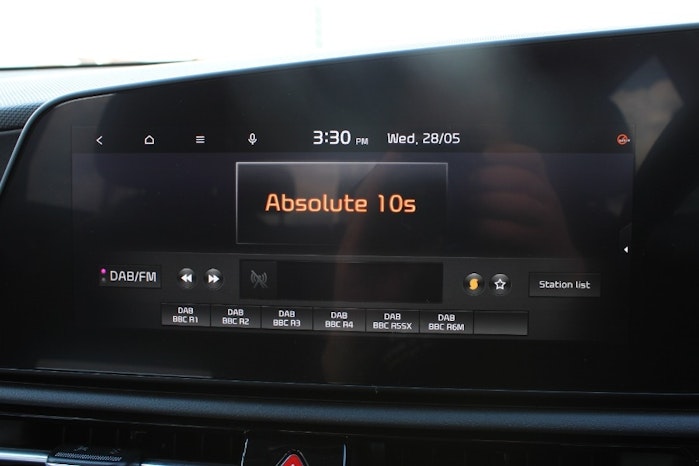 3:30 PM Wed, 28/05
Absolute 10s
DAB/FM
Station list
DAB
BBC R1
DAB
BBC R2
DAB
BBC R3
DAB
BBC R4
DAB
BBC R5SX
DAB
BBC R6M